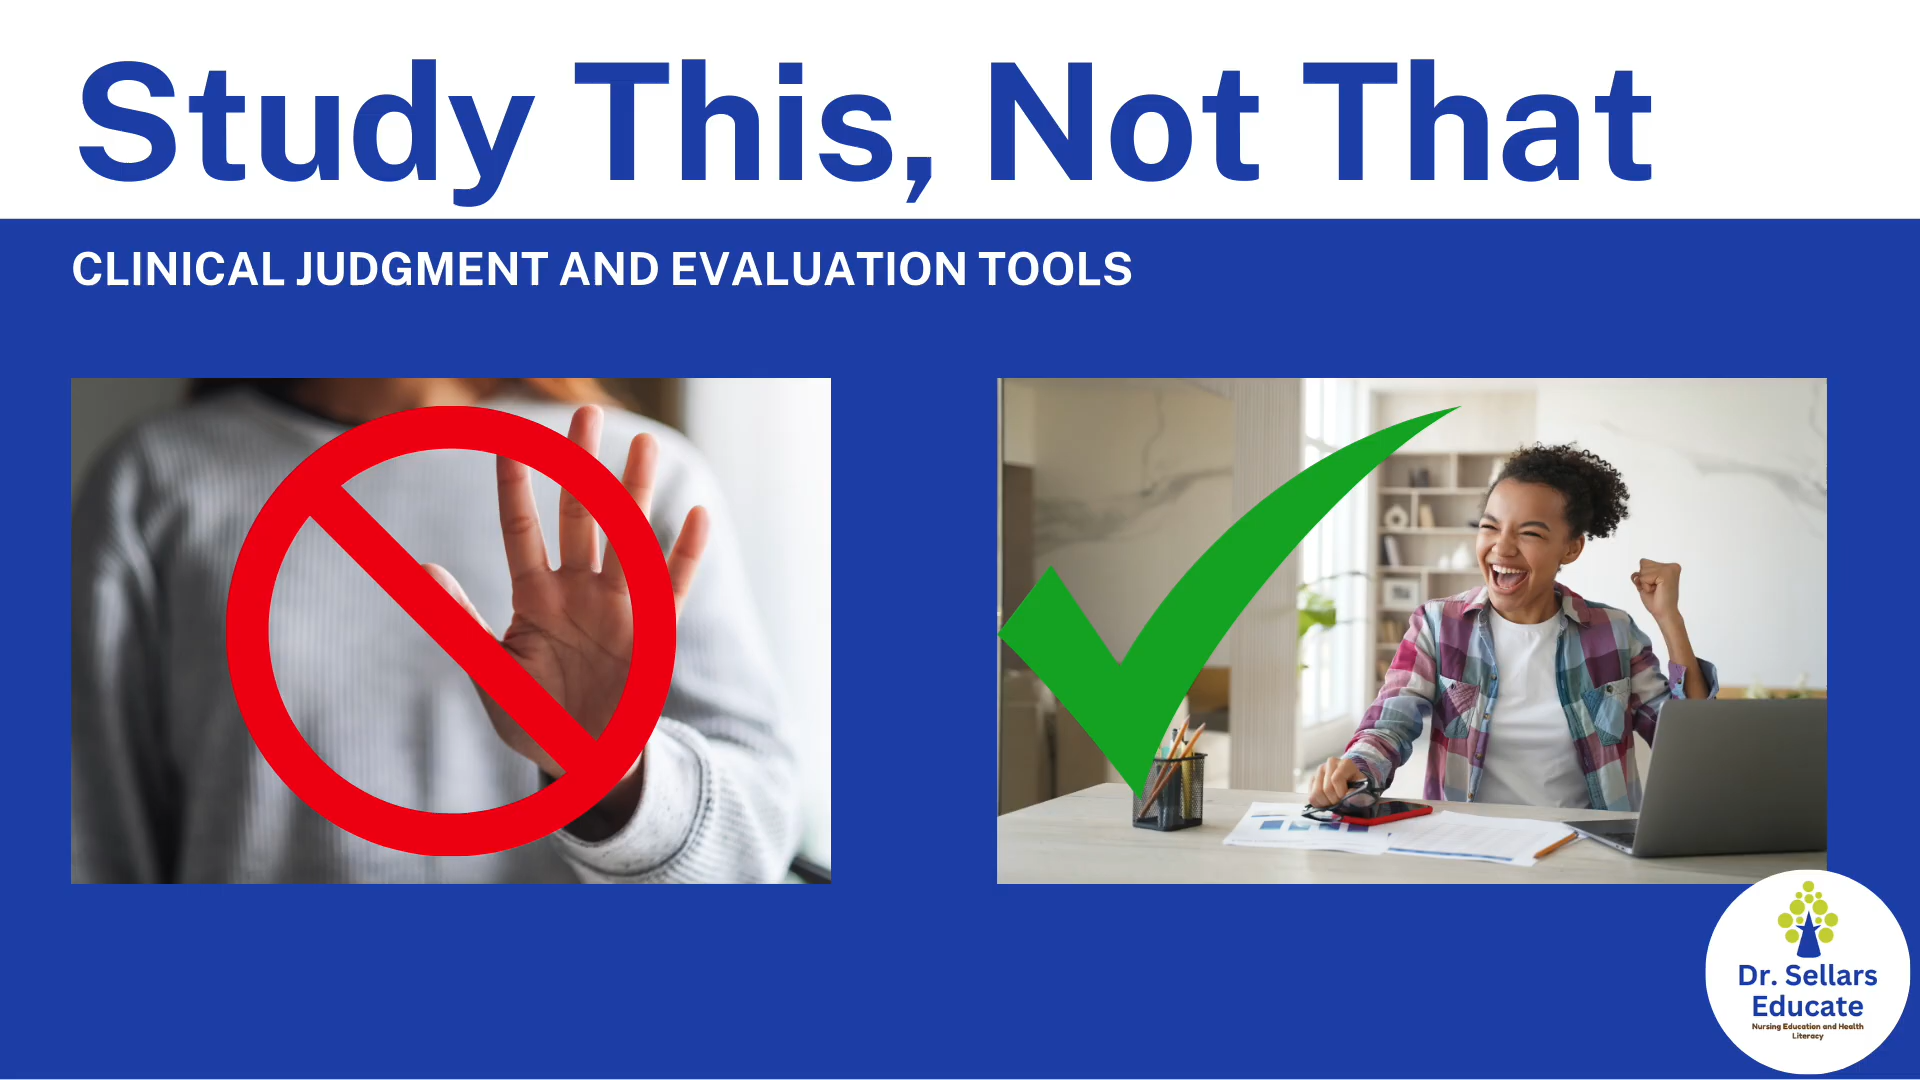 Study This, Not That
CLINICAL JUDGMENT AND EVALUATION TOOLS
Dr. Sellars
Educate
Nursing Education and Health
Literacy